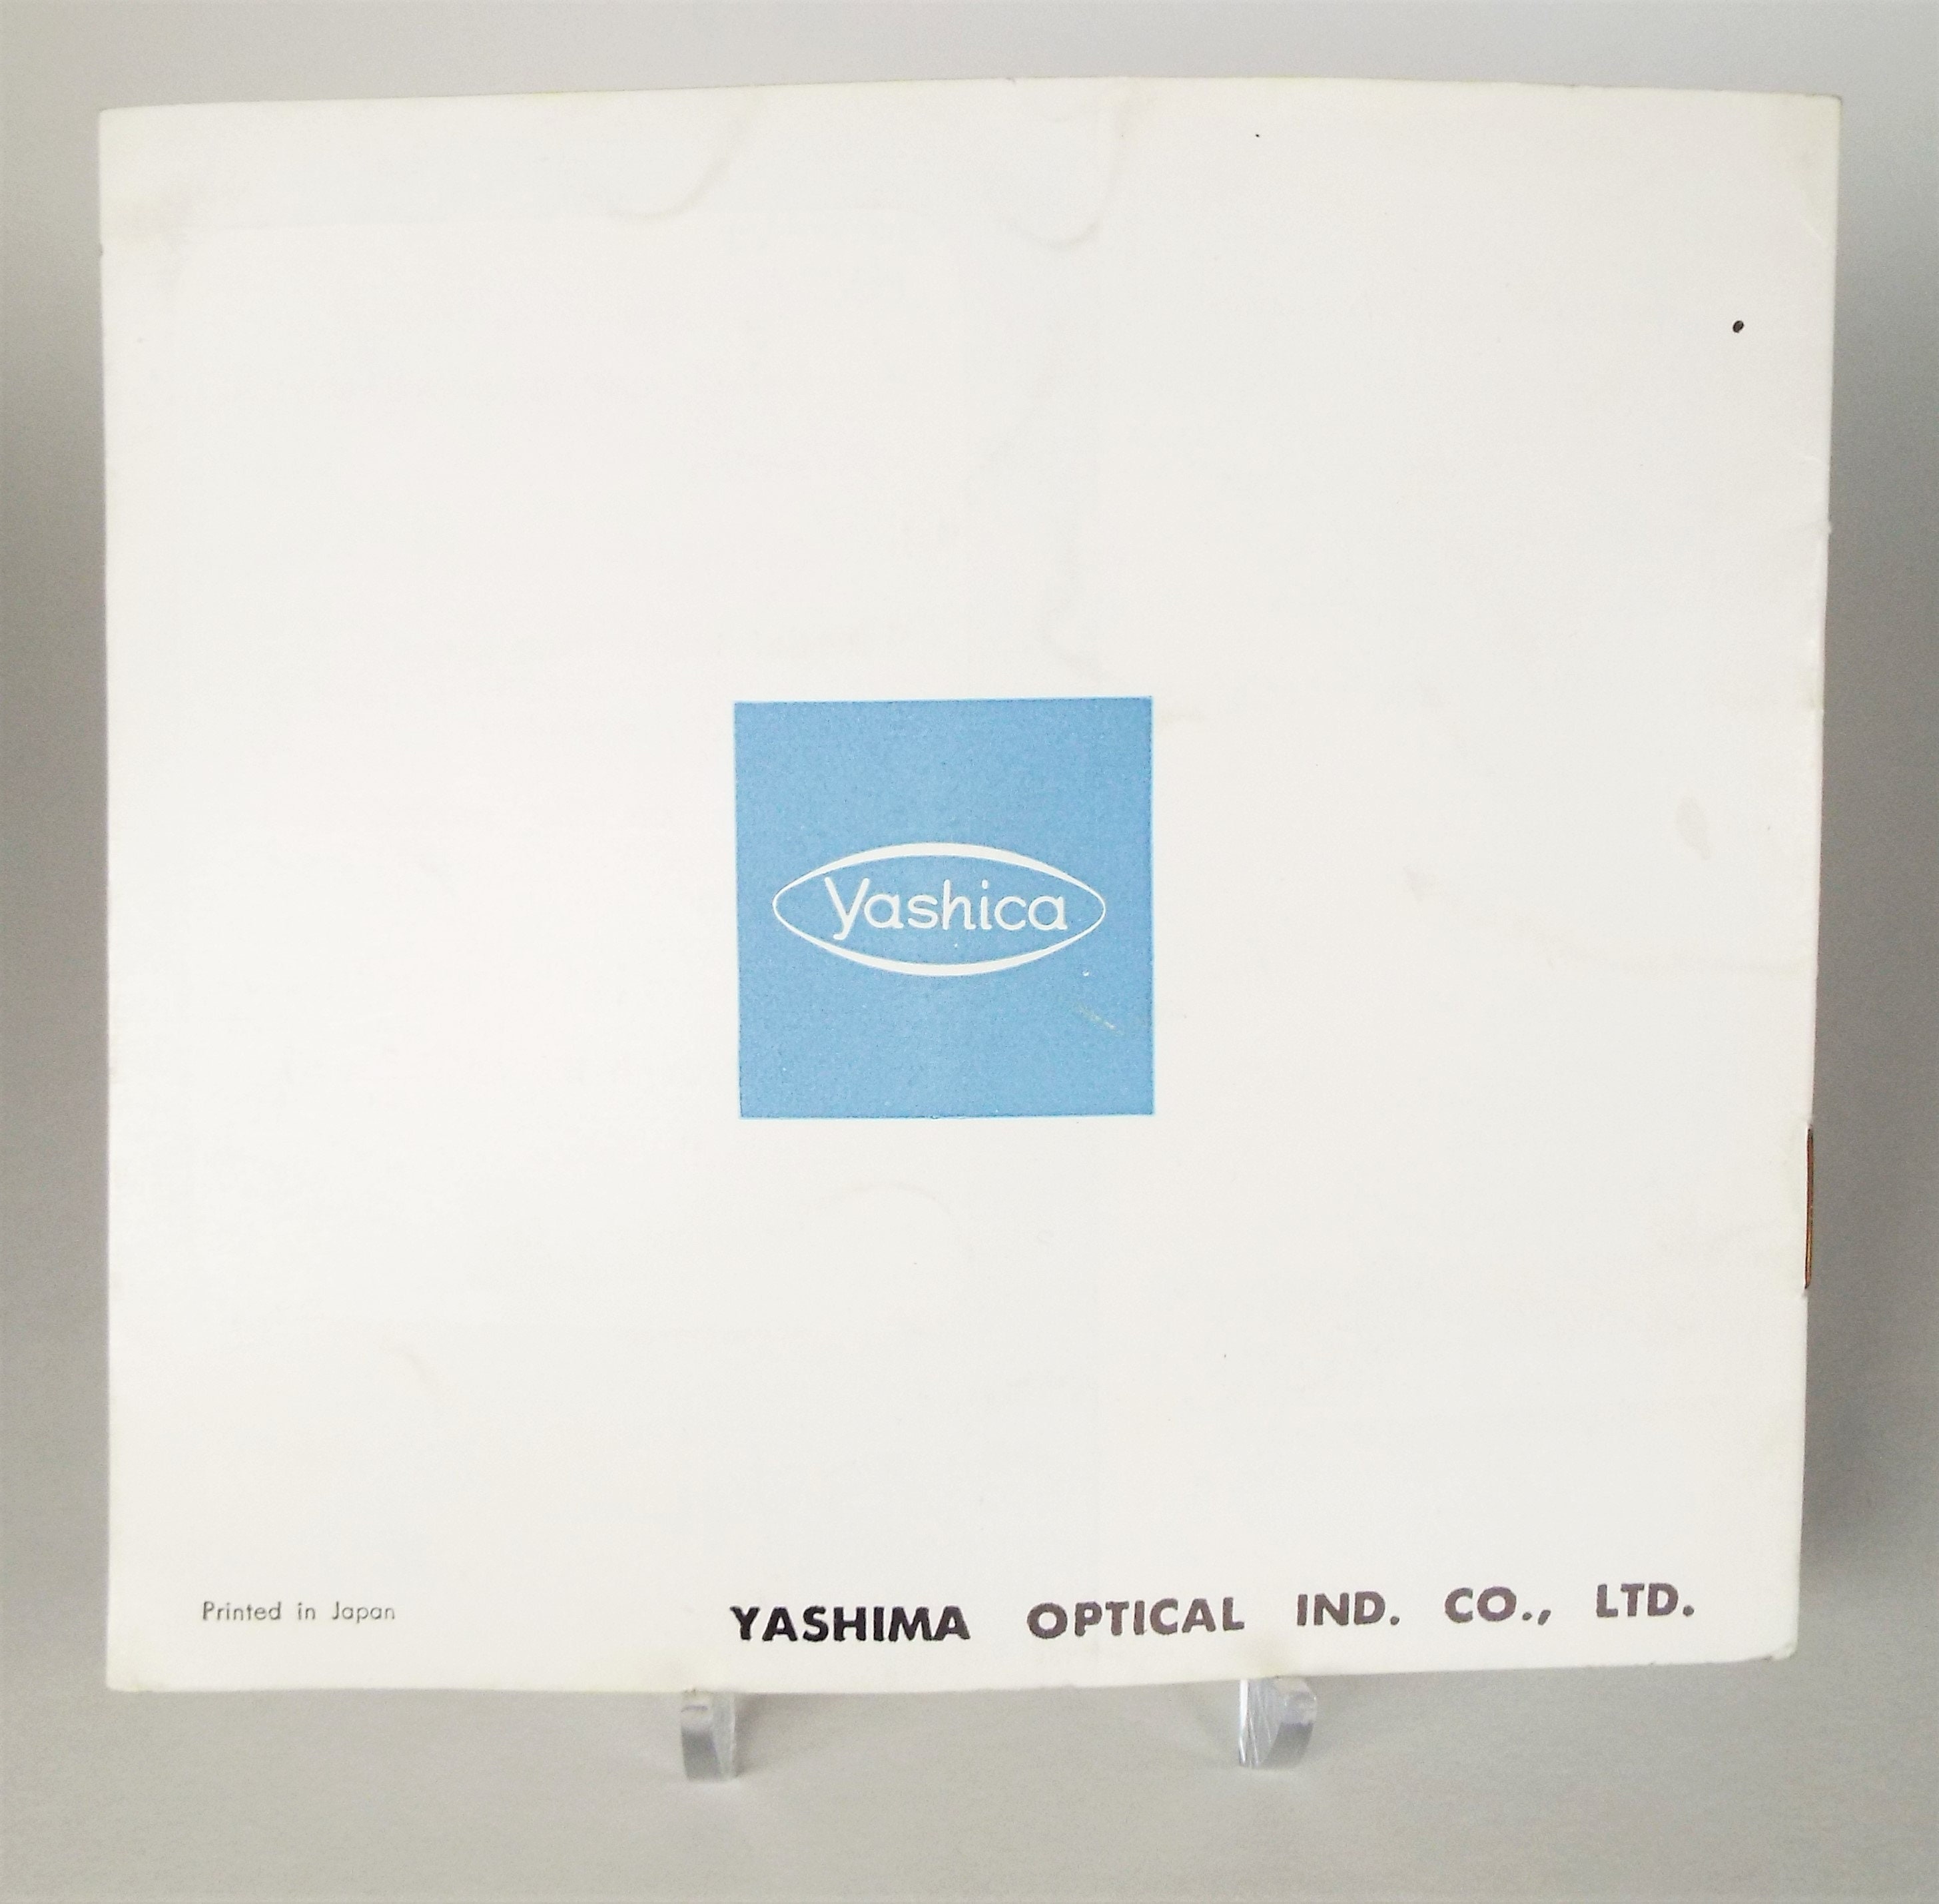 Yashica
Printed in Japan
YASHIMA OPTICAL IND. CO., LTD.